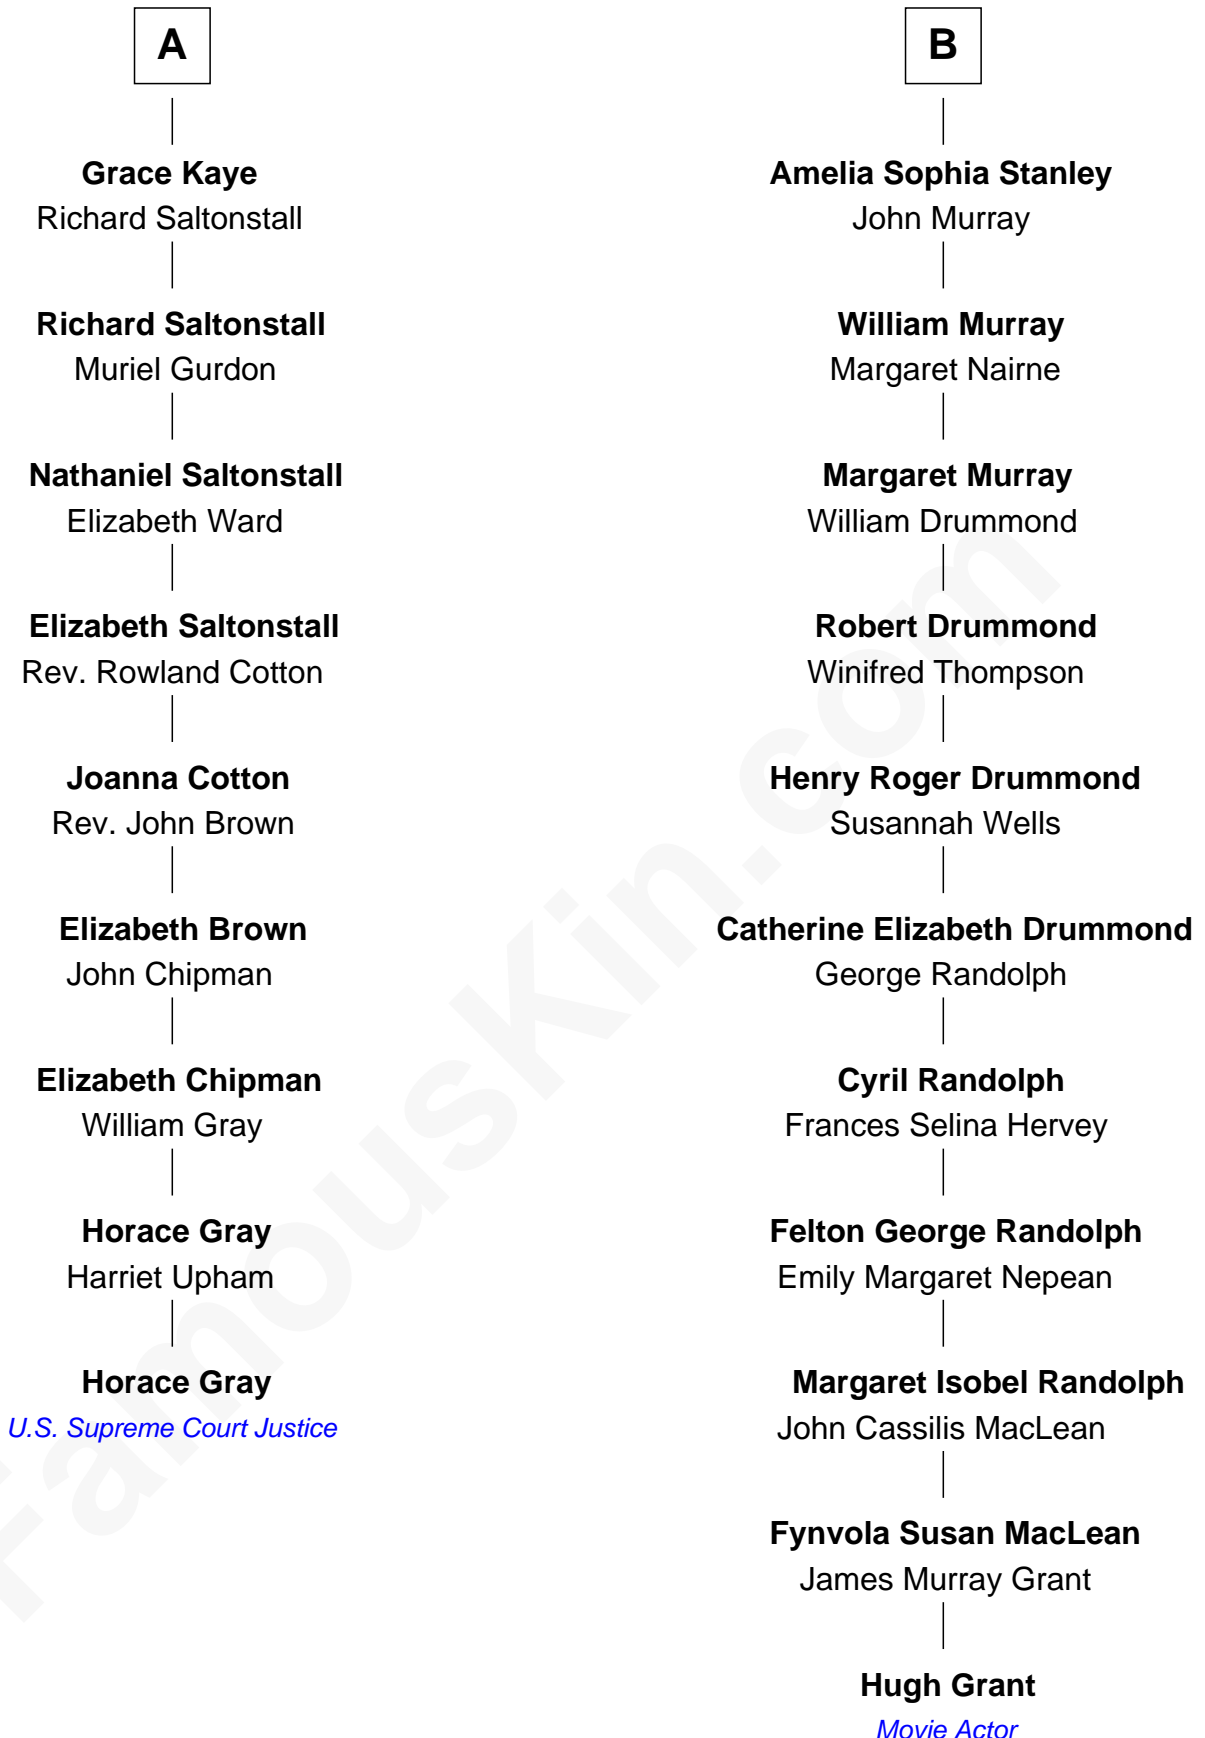 A
Grace Kaye
Richard Saltonstall
Richard Saltonstall
Muriel Gurdon
Nathaniel Saltonstall
Elizabeth Ward
Elizabeth Saltonstall
Rev. Rowland Cotton
Joanna Cotton
Rev. John Brown
Elizabeth Brown
John Chipman
Elizabeth Chipman
William Gray
Horace Gray
Harriet Upham
Horace Gray
U.S. Supreme Court Justice
B
Amelia Sophia Stanley
John Murray
William Murray
Margaret Nairne
Margaret Murray
William Drummond
Robert Drummond
Winifred Thompson
Henry Roger Drummond
Susannah Wells
Catherine Elizabeth Drummond
George Randolph
Cyril Randolph
Frances Selina Hervey
Felton George Randolph
Emily Margaret Nepean
Margaret Isobel Randolph
John Cassilis MacLean
Fynvola Susan MacLean
James Murray Grant
Hugh Grant
Movie Actor
FamousKin.com